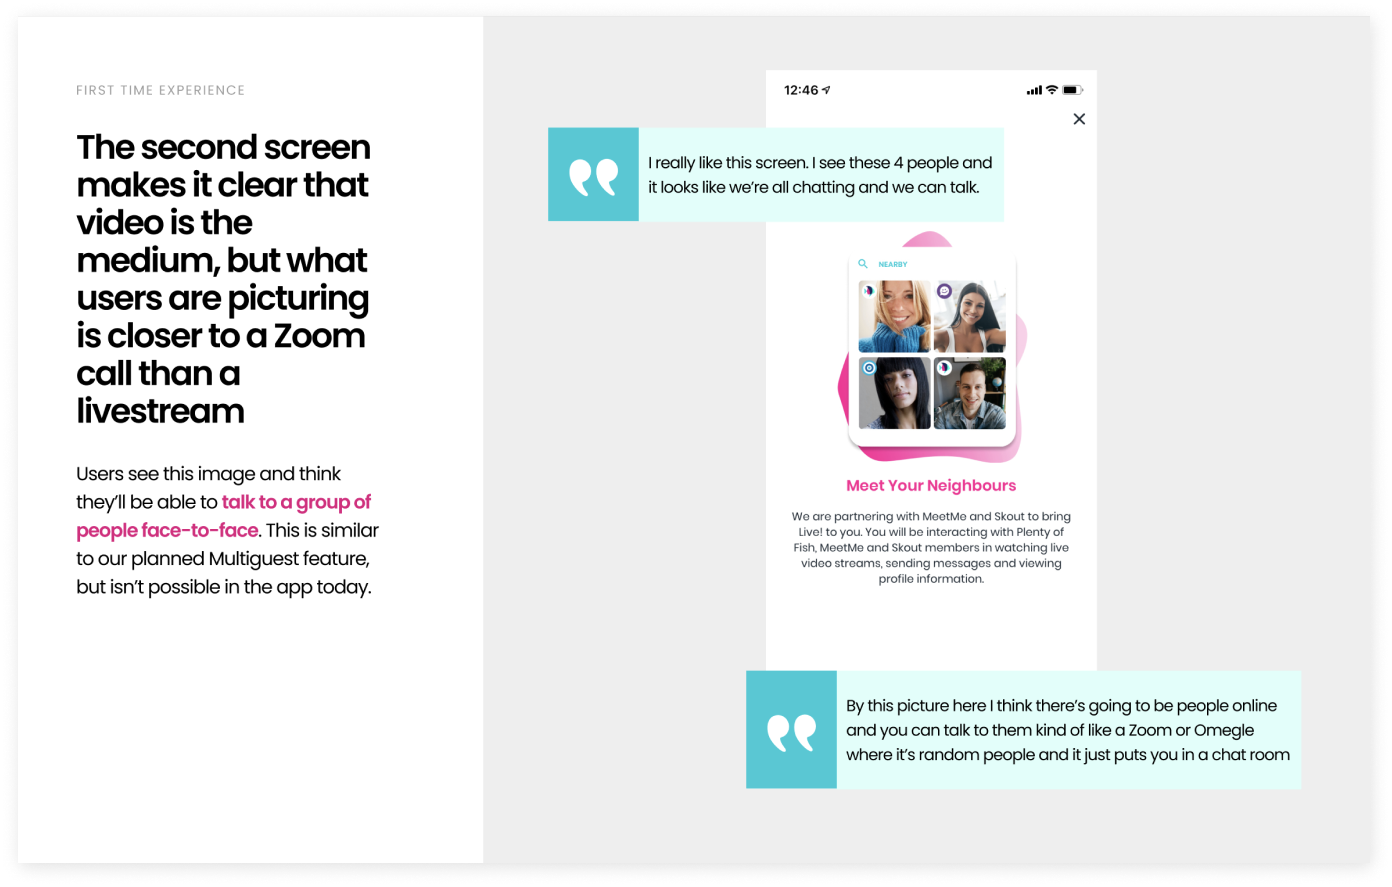 FIRST TIME EXPERIENCE
The second screen
makes it clear that
video is the
medium, but what
users are picturing
is closer to a Zoom
call than a
livestream
Users see this image and think
they’ll be able to talk to a group of
people face-to-face. This is similar
to our planned Multiguest feature,
but isn’t possible in the app today.
12:46
I really like this screen. I see these 4 people and
it looks like we’re all chatting and we can talk.
NEARBY
Meet Your Neighbours
We are partnering with MeetMe and Skout to bring
Live! to you. You will be interacting with Plenty of
Fish, MeetMe and Skout members in watching live
video streams, sending messages and viewing
profile information.
By this picture here I think there’s going to be people online
and you can talk to them kind of like a Zoom or Omegle
where it’s random people and it just puts you in a chat room